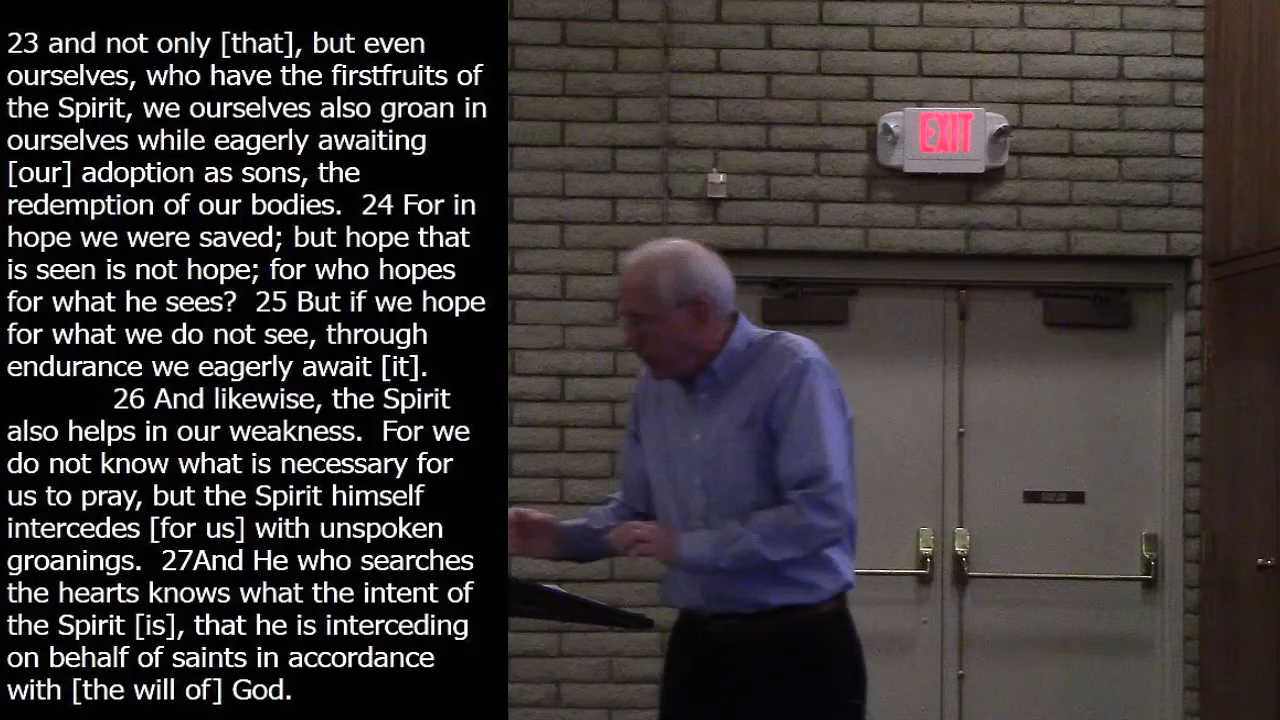 23 and not only [that], but even
ourselves, who have the firstfruits of
the Spirit, we ourselves also groan in
ourselves while eagerly awaiting
[our] adoption as sons, the
redemption of our bodies.  24 For in
hope we were saved; but hope that
is seen is not hope; for who hopes
for what he sees?  25 But if we hope
for what we do not see, through
endurance we eagerly await [it].
26 And likewise, the Spirit
also helps in our weakness.  For we
do not know what is necessary for
us to pray, but the Spirit himself
intercedes [for us] with unspoken
groanings.  27And He who searches
the hearts knows what the intent of
the Spirit [is], that he is interceding
on behalf of saints in accordance
with [the will of] God.
EXIT